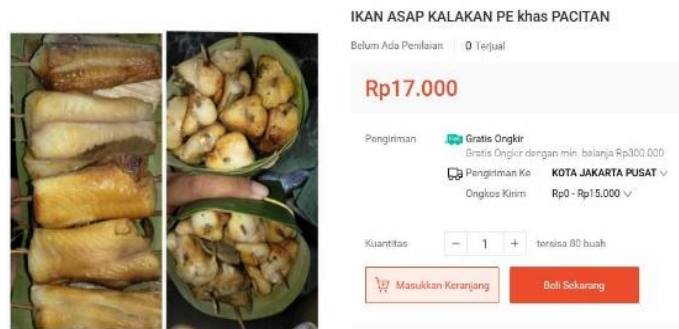 IKAN ASAP KALAKAN PE khas PACITAN
Belum Ada Penilaian 0 Terjual
Rp17.000
Pengiriman Gratis Ongkir
Gratis Ongkir dengan min. belanja Rp300.000
Pengiriman Ke KOTA JAKARTA PUSAT
Ongkos Kirim Rp0 - Rp15.000
Kuantitas - 1 + tersisa 80 buah
Masukkan Keranjang Beli Sekarang